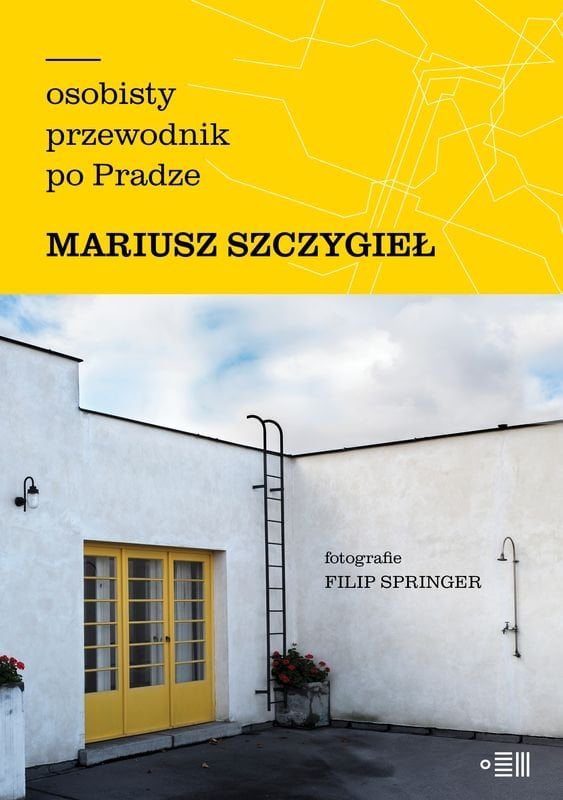 osobisty
przewodnik
po Pradze
MARIUSZ SZCZYGIEŁ
fotografie
FILIP SPRINGER